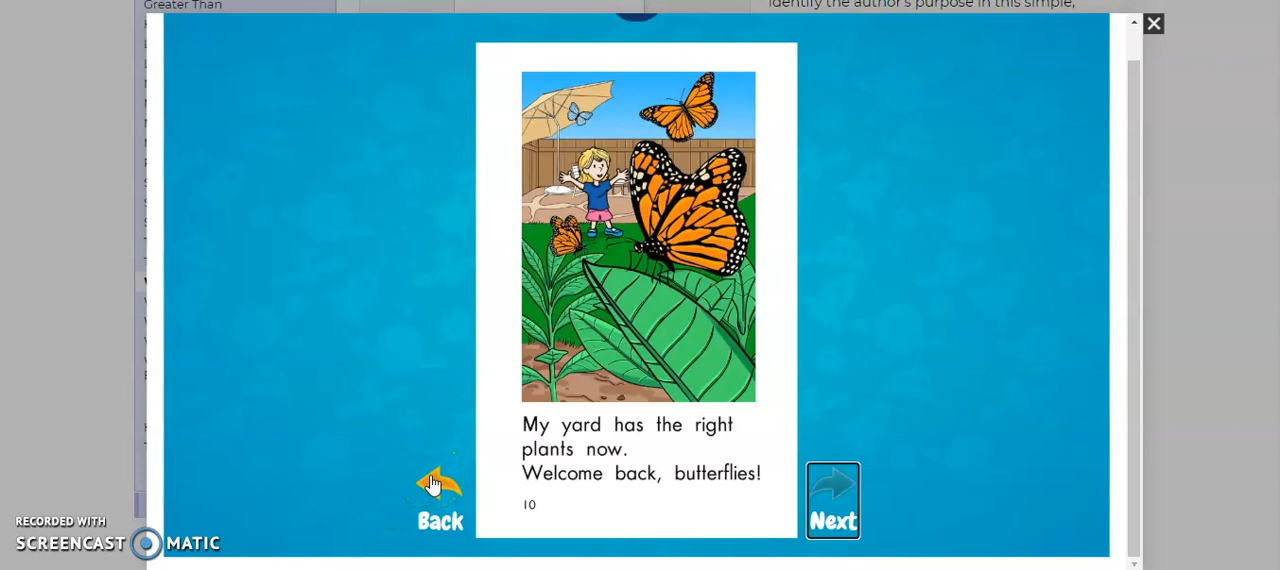 Greater Than
Identify the author's purpose in this simple,
My yard has the right
plants now.
Welcome back, butterflies!
10
Back
Next
RECORDED WITH
SCREENCAST MATIC